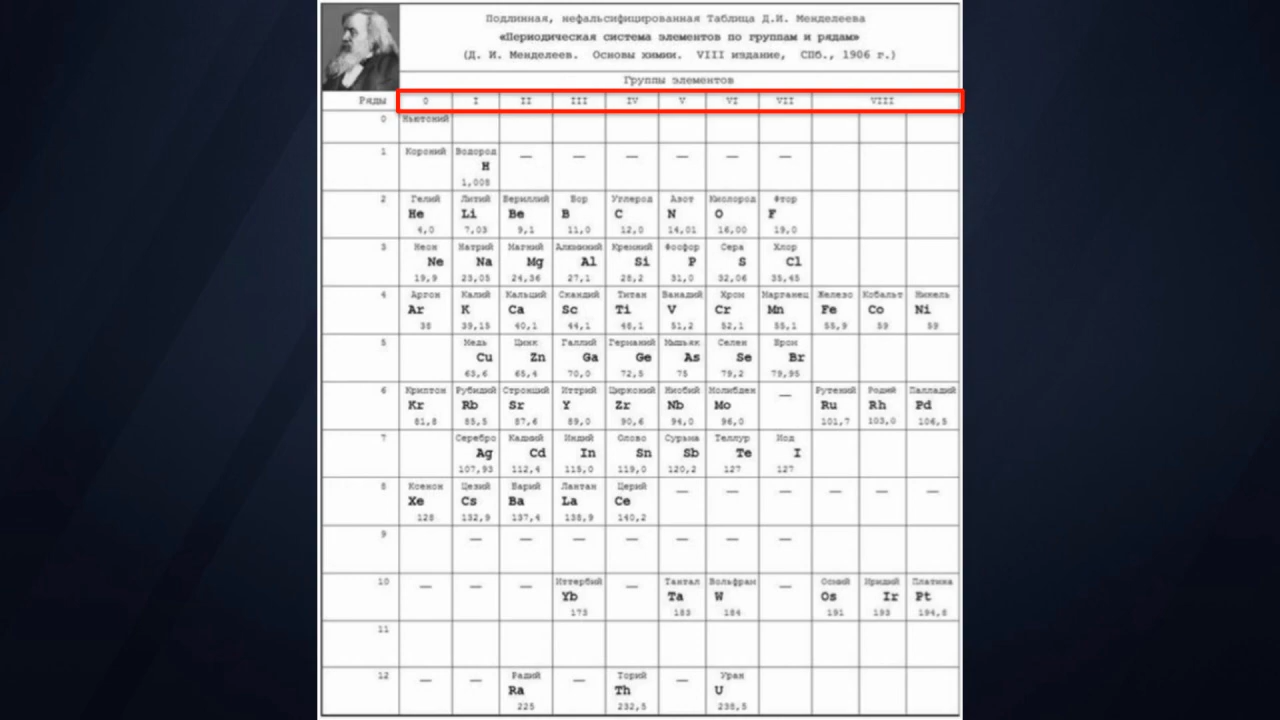 Подлинная, нефальсифицированная Таблица Д.И. Менделеева
«Периодическая система элементов по группам и рядам»
(Д. И. Менделеев. Основы химии. VIII издание, СПб., 1906 г.)
Группы элементов
Ряды 0 I II III IV V VI VII VIII
0 Ньютоний
1 Короний Водород — — — — — —
H
1,008
2 Гелий Литий Бериллий Бор Углерод Азот Кислород Фтор
He Li Be B C N O F
4,0 7,03 9,1 11,0 12,0 14,01 16,00 19,0
3 Неон Натрий Магний Алюминий Кремний Фосфор Сера Хлор
Ne Na Mg Al Si P S Cl
19,9 23,05 24,36 27,1 28,2 31,0 32,06 35,45
4 Аргон Калий Кальций Скандий Титан Ванадий Хром Марганец Железо Кобальт Никель
Ar K Ca Sc Ti V Cr Mn Fe Co Ni
38 39,15 40,1 44,1 48,1 51,2 52,1 55,1 55,9 59 59
5 Медь Цинк Галлий Германий Мышьяк Селен Бром
Cu Zn Ga Ge As Se Br
63,6 65,4 70,0 72,5 75 79,2 79,95
6 Криптон Рубидий Стронций Иттрий Цирконий Ниобий Молибден — Рутений Родий Палладий
Kr Rb Sr Y Zr Nb Mo Ru Rh Pd
81,8 85,5 87,6 89,0 90,6 94,0 96,0 101,7 103,0 106,5
7 Серебро Кадмий Индий Олово Сурьма Теллур Иод
Ag Cd In Sn Sb Te I
107,93 112,4 115,0 119,0 120,2 127 127
8 Ксенон Цезий Барий Лантан Церий — — — — — —
Xe Cs Ba La Ce
128 132,9 137,4 138,9 140,2
9 — — — — — — —
10 — — — Иттербий — Тантал Вольфрам — Осмий Иридий Платина
Yb Ta W Os Ir Pt
173 183 184 191 193 194,8
11
12 — — Радий — Торий — Уран
Ra Th U
225 232,5 238,5